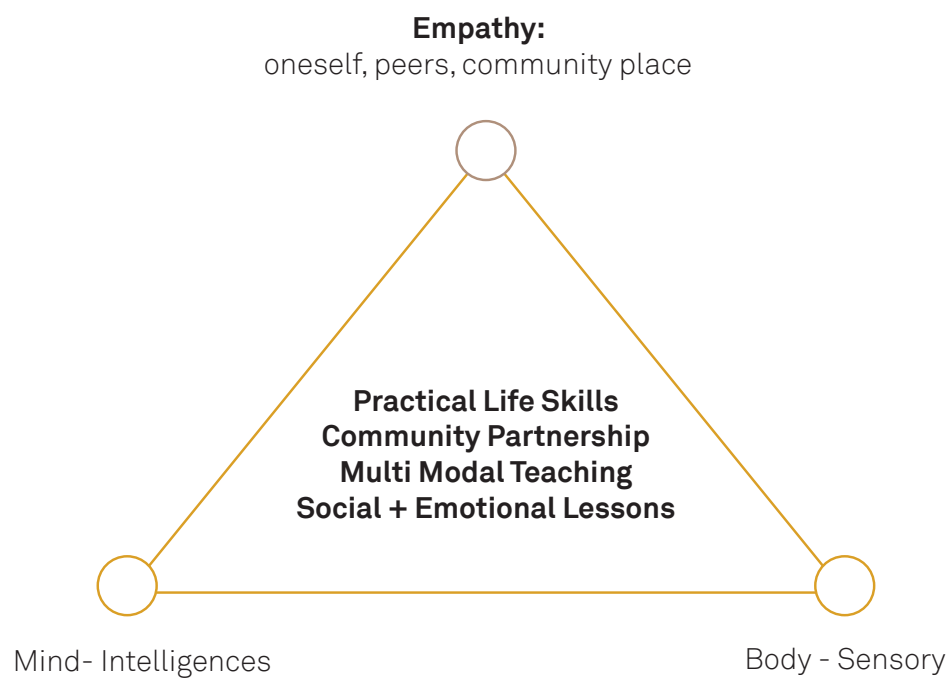 Empathy:
oneself, peers, community place
Practical Life Skills
Community Partnership
Multi Modal Teaching
Social + Emotional Lessons
Mind- Intelligences
Body - Sensory